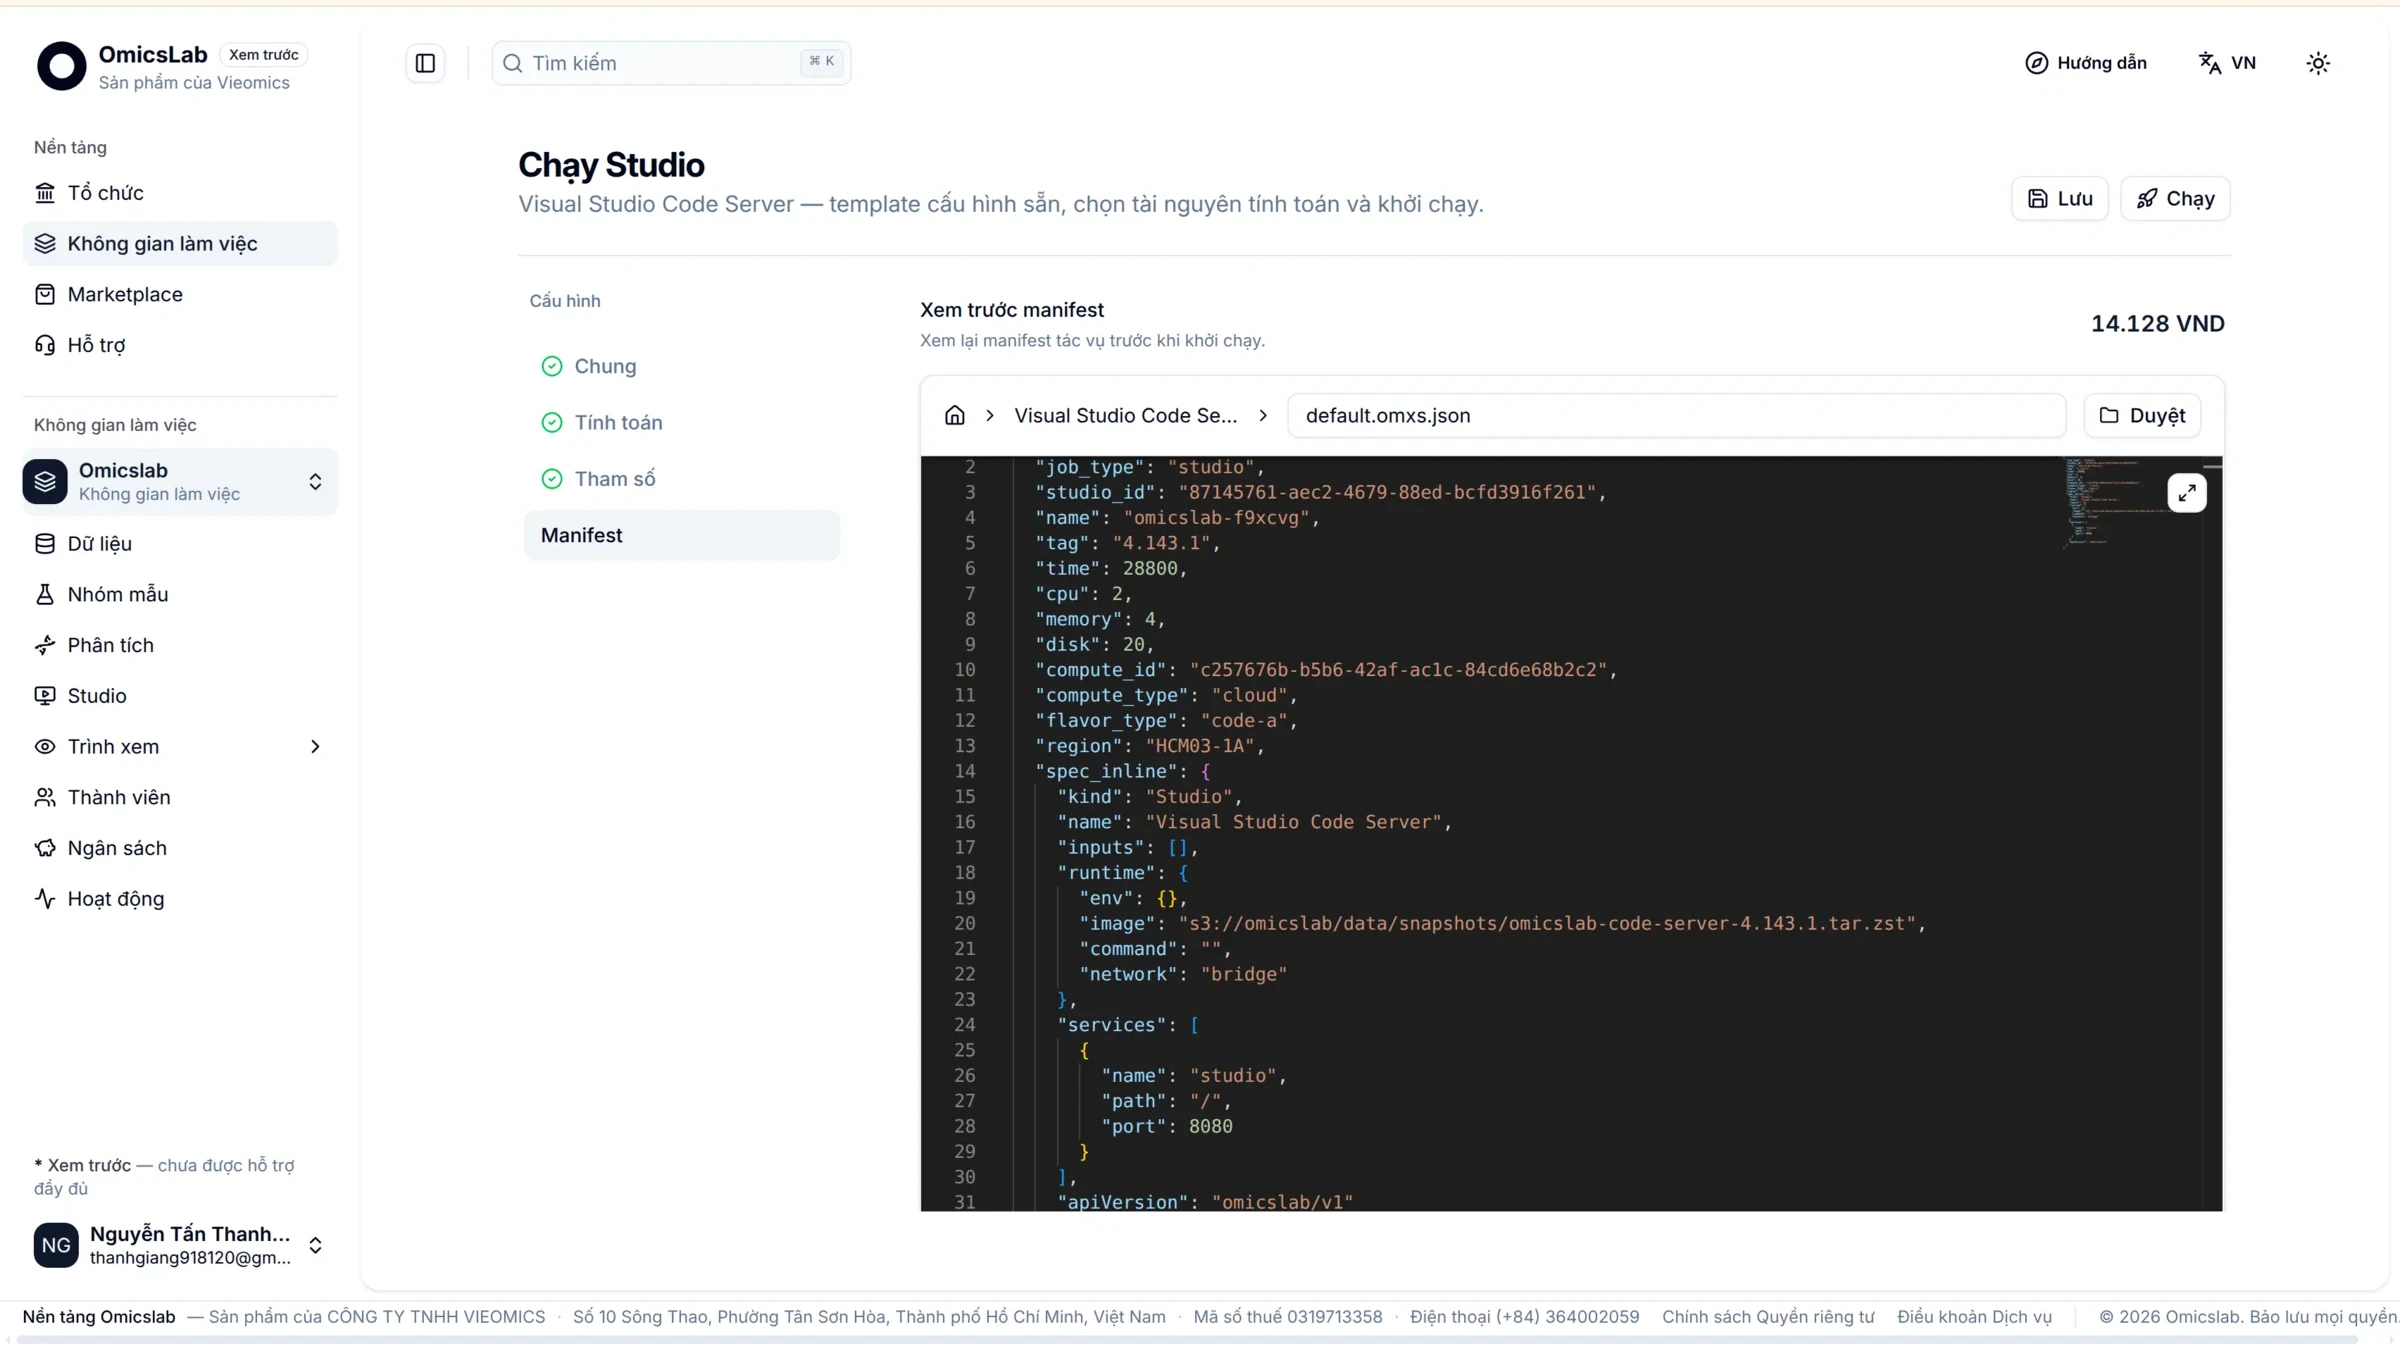 OmicsLab Xem trước
Sản phẩm của Vieomics
Nền tảng
Tổ chức
Không gian làm việc
Marketplace
Hỗ trợ
Không gian làm việc
Omicslab
Không gian làm việc
Dữ liệu
Nhóm mẫu
Phân tích
Studio
Trình xem
Thành viên
Ngân sách
Hoạt động
* Xem trước — chưa được hỗ trợ
đầy đủ
NG
Nguyễn Tấn Thanh...
thanhgiang918120@gm...
Tìm kiếm
⌘ K
Hướng dẫn
VN
Chạy Studio
Visual Studio Code Server — template cấu hình sẵn, chọn tài nguyên tính toán và khởi chạy.
Lưu
Chạy
Cấu hình
Chung
Tính toán
Tham số
Manifest
Xem trước manifest
Xem lại manifest tác vụ trước khi khởi chạy.
14.128 VND
Visual Studio Code Se...
default.omxs.json
Duyệt
2 "job_type": "studio",
3 "studio_id": "87145761-aec2-4679-88ed-bcfd3916f261",
4 "name": "omicslab-f9xcvg",
5 "tag": "4.143.1",
6 "time": 28800,
7 "cpu": 2,
8 "memory": 4,
9 "disk": 20,
10 "compute_id": "c257676b-b5b6-42af-ac1c-84cd6e68b2c2",
11 "compute_type": "cloud",
12 "flavor_type": "code-a",
13 "region": "HCM03-1A",
14 "spec_inline": {
15 "kind": "Studio",
16 "name": "Visual Studio Code Server",
17 "inputs": [],
18 "runtime": {
19 "env": {},
20 "image": "s3://omicslab/data/snapshots/omicslab-code-server-4.143.1.tar.zst",
21 "command": "",
22 "network": "bridge"
23 },
24 "services": [
25 {
26 "name": "studio",
27 "path": "/",
28 "port": 8080
29 }
30 ],
31 "apiVersion": "omicslab/v1"
Nền tảng Omicslab — Sản phẩm của CÔNG TY TNHH VIEOMICS · Số 10 Sông Thao, Phường Tân Sơn Hòa, Thành phố Hồ Chí Minh, Việt Nam · Mã số thuế 0319713358 · Điện thoại (+84) 364002059 Chính sách Quyền riêng tư Điều khoản Dịch vụ © 2026 Omicslab. Bảo lưu mọi quyền.